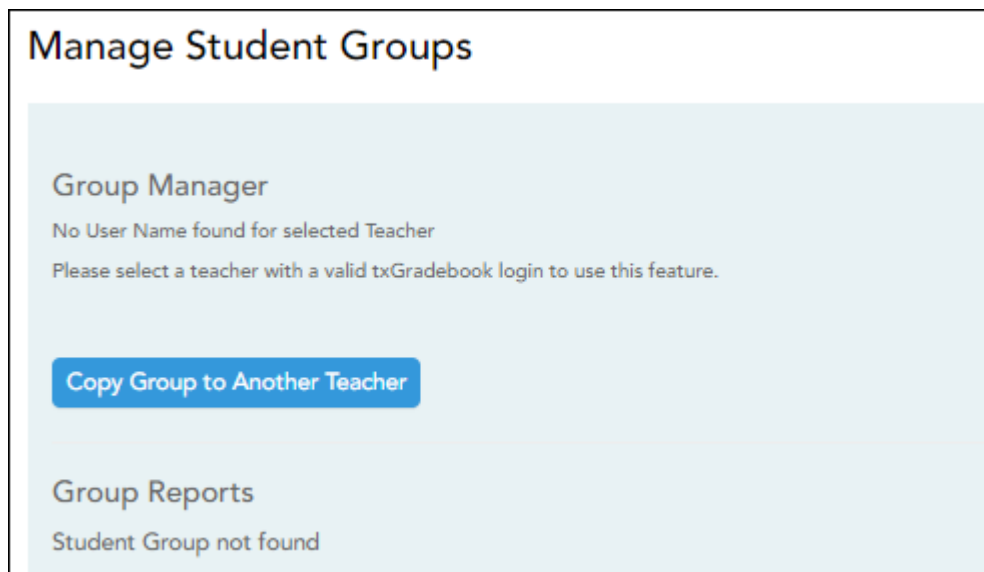 Manage Student Groups
Group Manager
No User Name found for selected Teacher
Please select a teacher with a valid txGradebook login to use this feature.
Copy Group to Another Teacher
Group Reports
Student Group not found